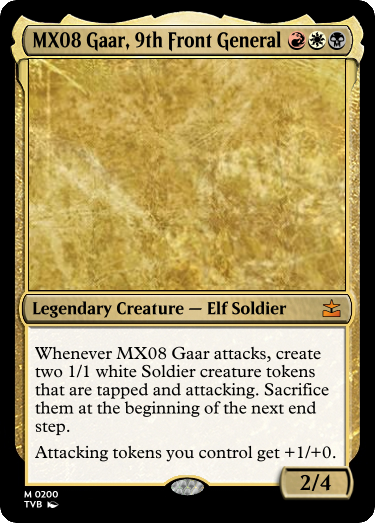 MX08 Gaar, 9th Front General
Legendary Creature — Elf Soldier
Whenever MX08 Gaar attacks, create
two 1/1 white Soldier creature tokens
that are tapped and attacking. Sacrifice
them at the beginning of the next end
step.
Attacking tokens you control get +1/+0.
2/4
M 0200
TVB